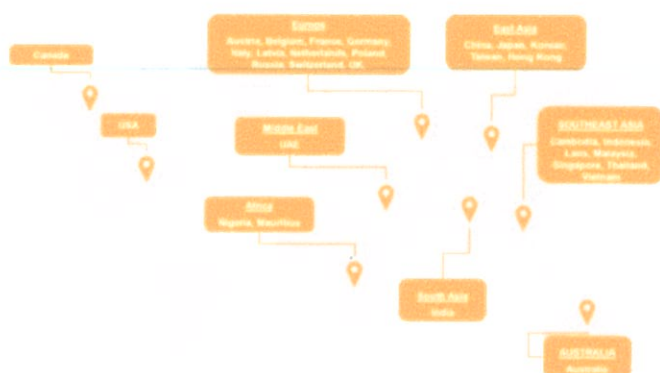 Canada
USA
Europe
Austria, Belgium, France, Germany,
Italy, Latvia, Netherlands, Poland,
Russia, Switzerland, UK.
East Asia
China, Japan, Korean,
Taiwan, Hong Kong
Middle East
UAE
SOUTHEAST ASIA
Cambodia, Indonesia,
Laos, Malaysia,
Singapore, Thailand,
Vietnam
Africa
Nigeria, Mauritius
South Asia
India
AUSTRALIA
Australia